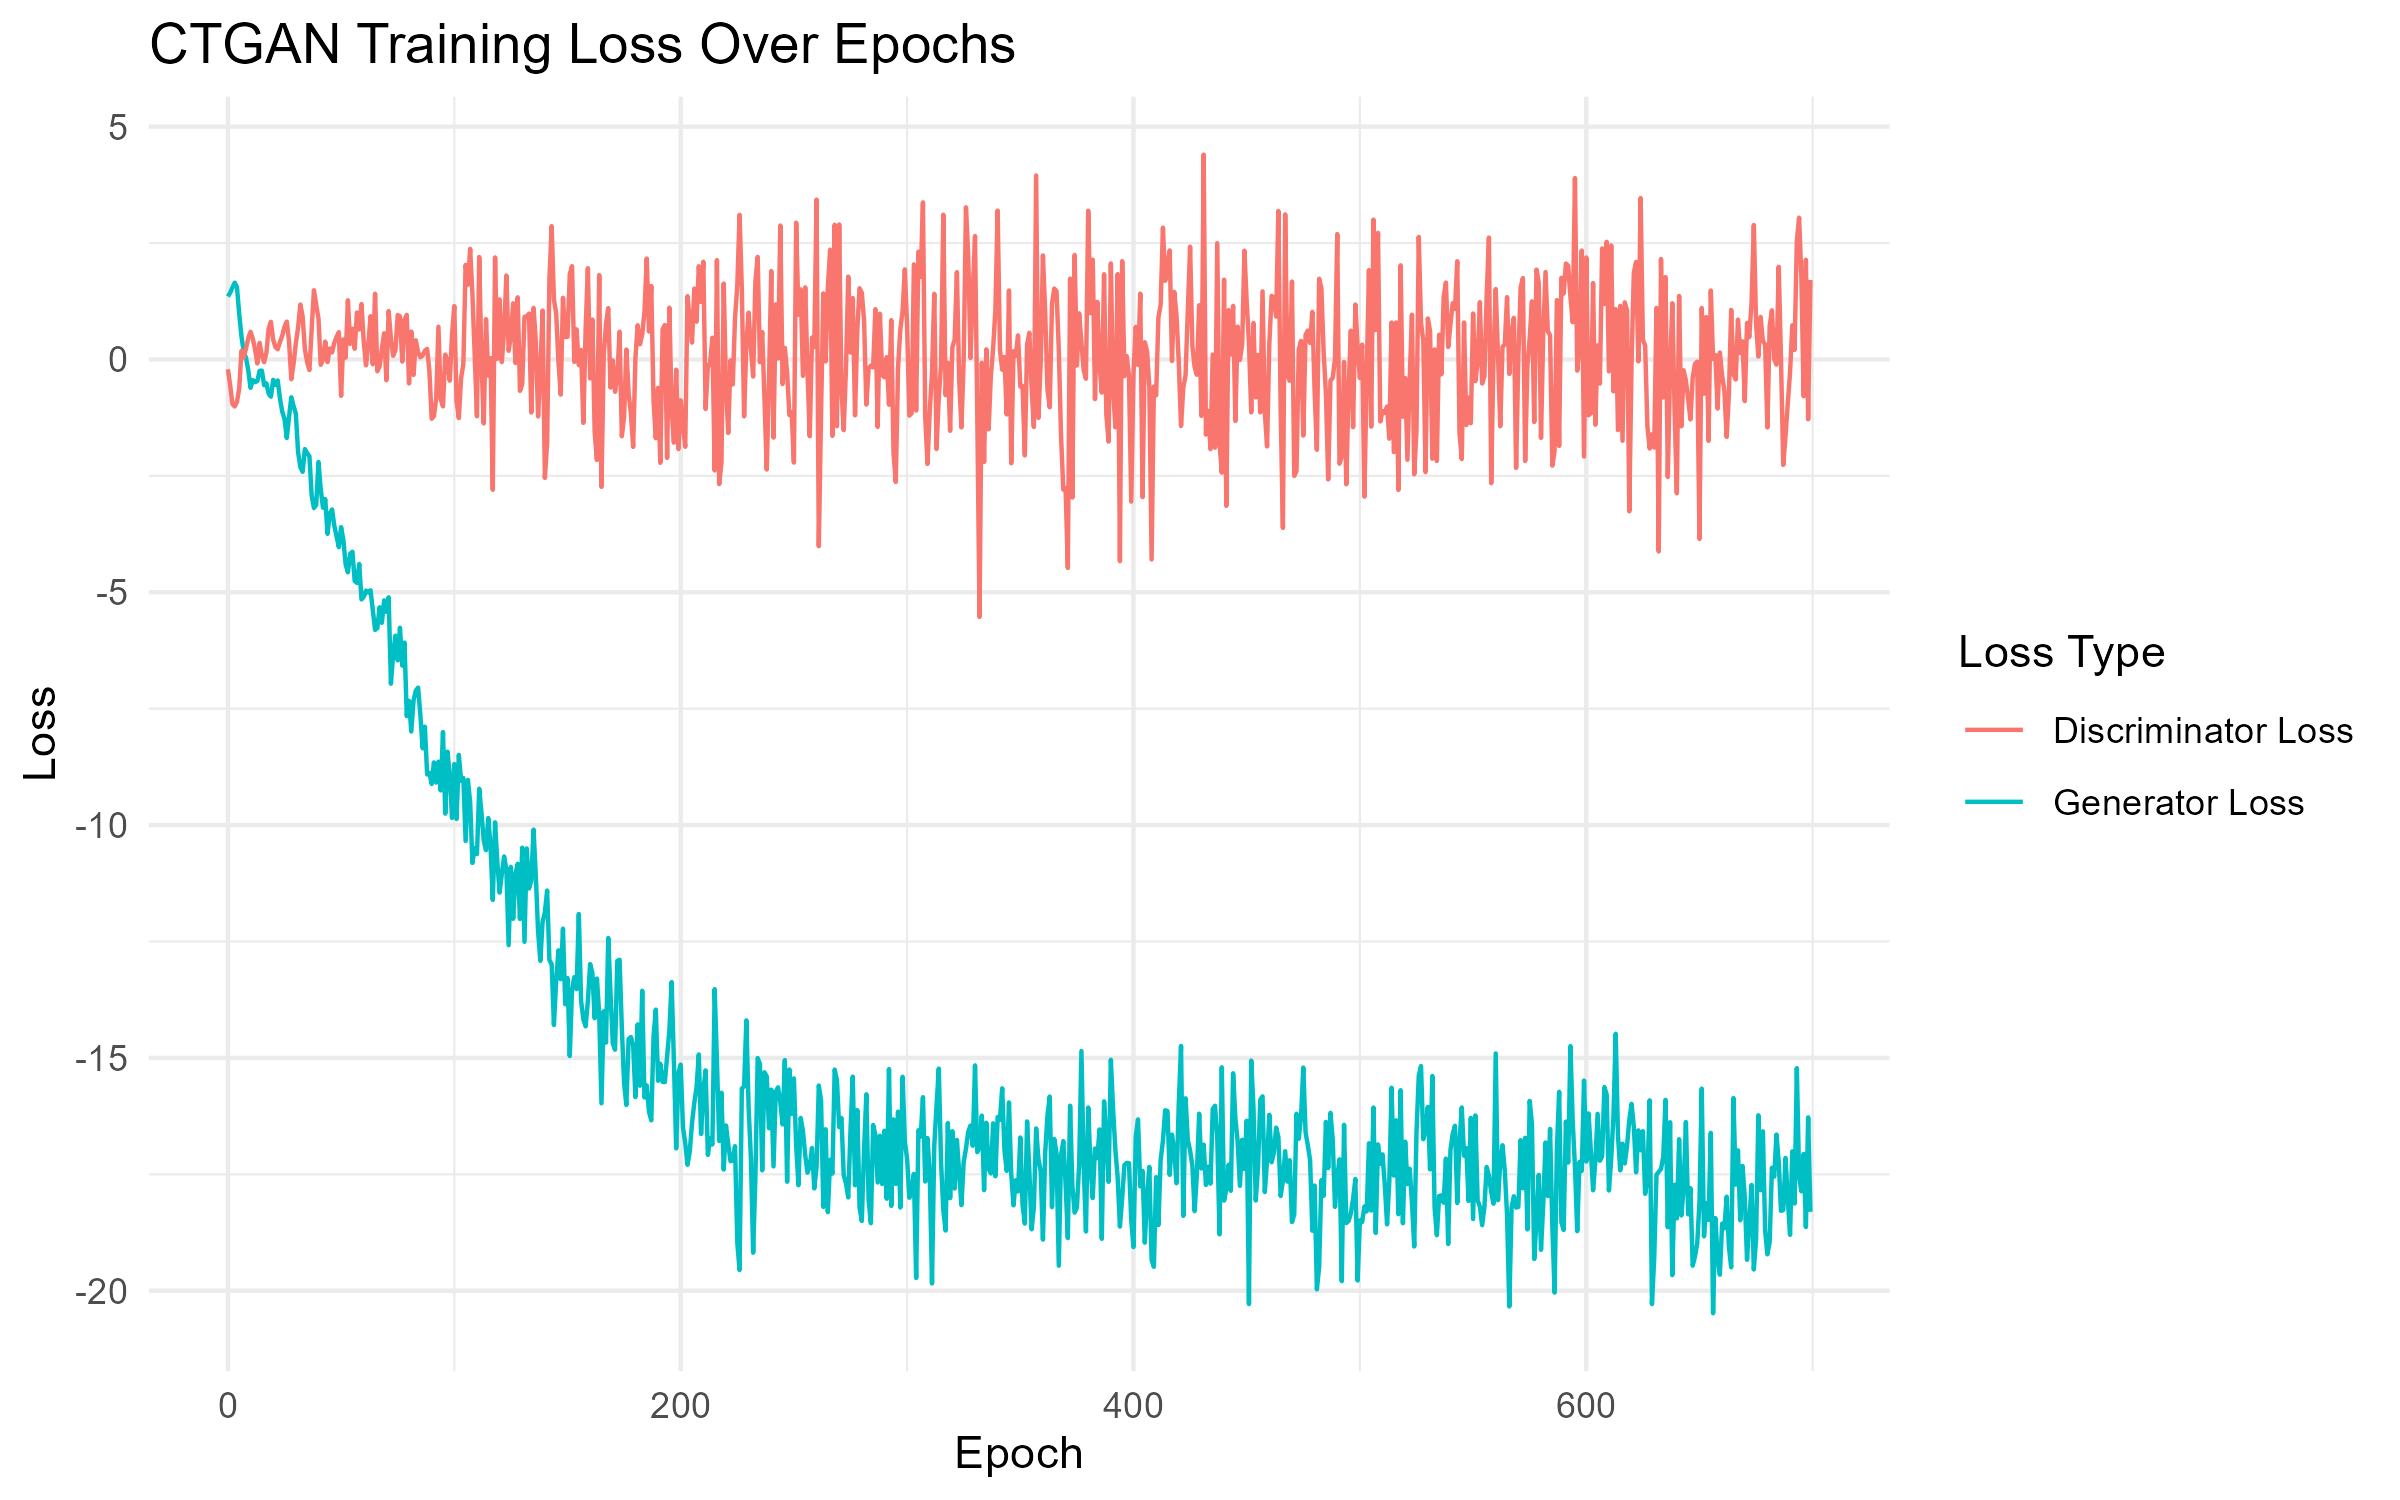 CTGAN Training Loss Over Epochs
5
0
-5
-10
-15
-20
Loss
0 200 400 600
Epoch
Loss Type
Discriminator Loss
Generator Loss